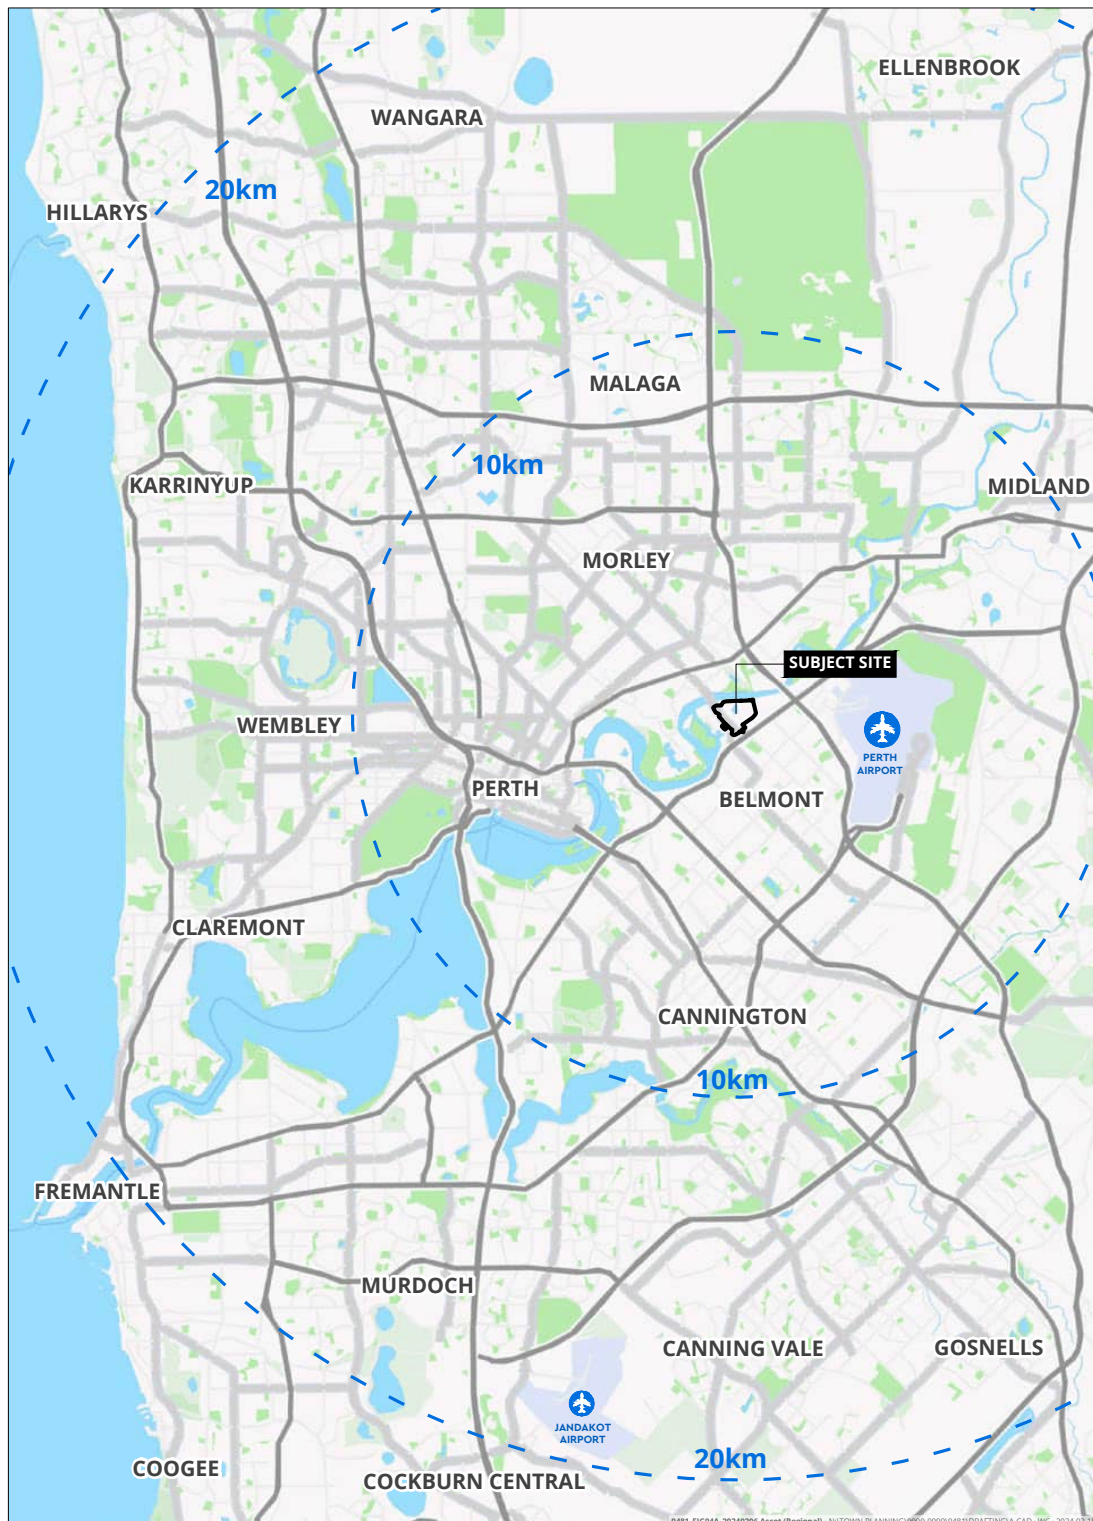 ELLENBROOK
WANGARA
20km
HILLARYS
MALAGA
10km
KARRINYUP
MIDLAND
MORLEY
SUBJECT SITE
WEMBLEY
PERTH
AIRPORT
PERTH
BELMONT
CLAREMONT
CANNINGTON
10km
FREMANTLE
MURDOCH
CANNING VALE
GOSNELLS
JANDAKOT
AIRPORT
20km
COOGEE
COCKBURN CENTRAL